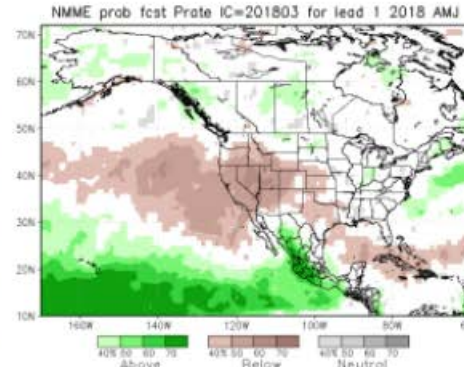 NMME prob fcst Prate IC=201803 for lead 1 2018 AMJ
70N
60N
50N
40N
30N
20N
10N
160W 140W 120W 100W 80W
40% 50 60 70 40% 50 60 70 40% 50 60 70
Above Below Neutral